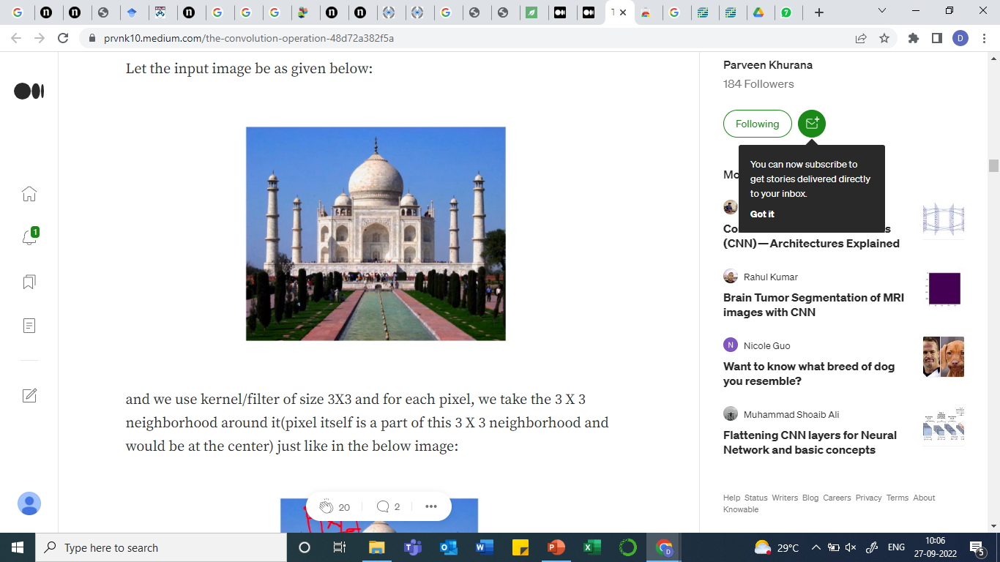 prvnk10.medium.com/the-convolution-operation-48d72a382f5a
D
7
Let the input image be as given below:
and we use kernel/filter of size 3X3 and for each pixel, we take the 3 X 3
neighborhood around it(pixel itself is a part of this 3 X 3 neighborhood and
would be at the center) just like in the below image:
20
2
1
Parveen Khurana
184 Followers
Following
You can now subscribe to
get stories delivered directly
to your inbox.
Got it
Mo
Co
s
(CNN) — Architectures Explained
Rahul Kumar
Brain Tumor Segmentation of MRI
images with CNN
N
Nicole Guo
Want to know what breed of dog
you resemble?
Muhammad Shoaib Ali
Flattening CNN layers for Neural
Network and basic concepts
Help Status Writers Blog Careers Privacy Terms About
Knowable
Type here to search
29°C
ENG
10:06
27-09-2022
5